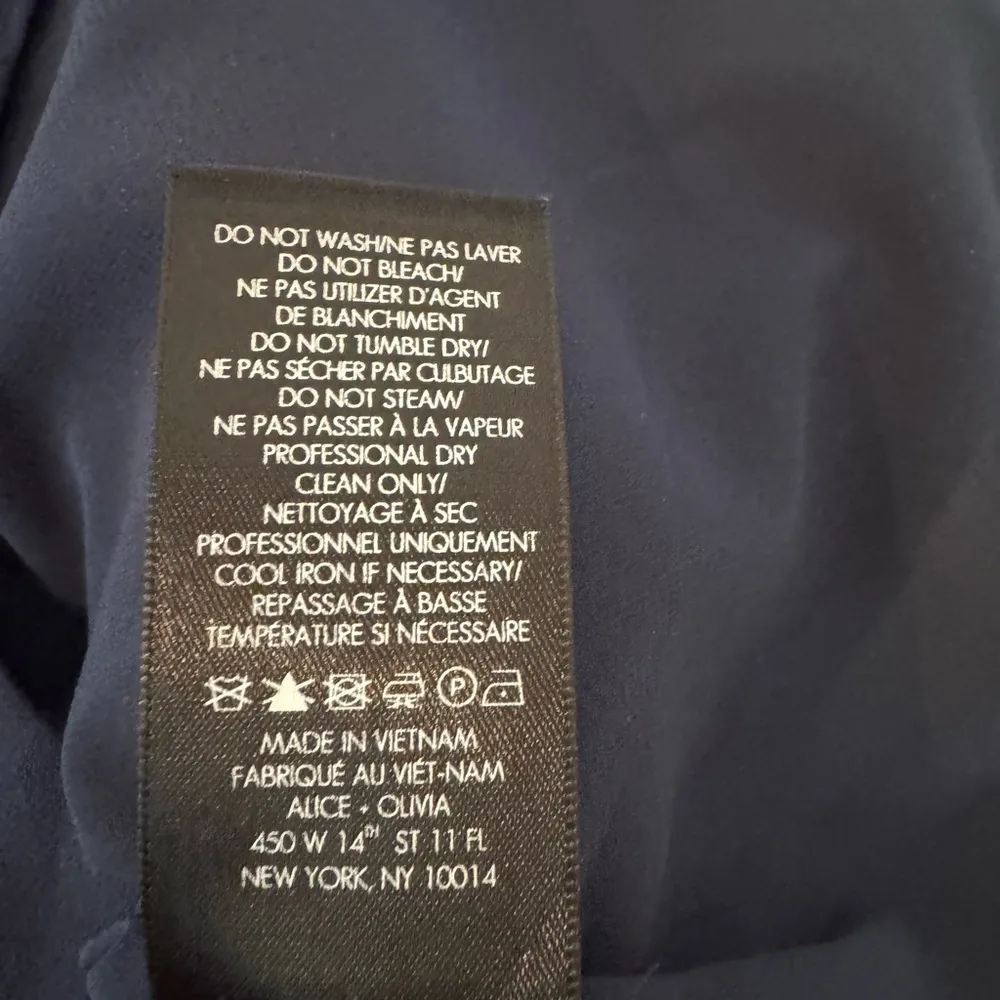 DO NOT WASH/NE PAS LAVER
DO NOT BLEACH/
NE PAS UTILIZER D'AGENT
DE BLANCHIMENT
DO NOT TUMBLE DRY/
NE PAS SÉCHER PAR CULBUTAGE
DO NOT STEAM/
NE PAS PASSER À LA VAPEUR
PROFESSIONAL DRY
CLEAN ONLY/
NETTOYAGE À SEC
PROFESSIONNEL UNIQUEMENT
COOL IRON IF NECESSARY/
REPASSAGE À BASSE
TEMPÉRATURE SI NÉCESSAIRE
P
MADE IN VIETNAM
FABRIQUÉ AU VIÊT-NAM
ALICE + OLIVIA
450 W 14TH ST 11 FL
NEW YORK, NY 10014